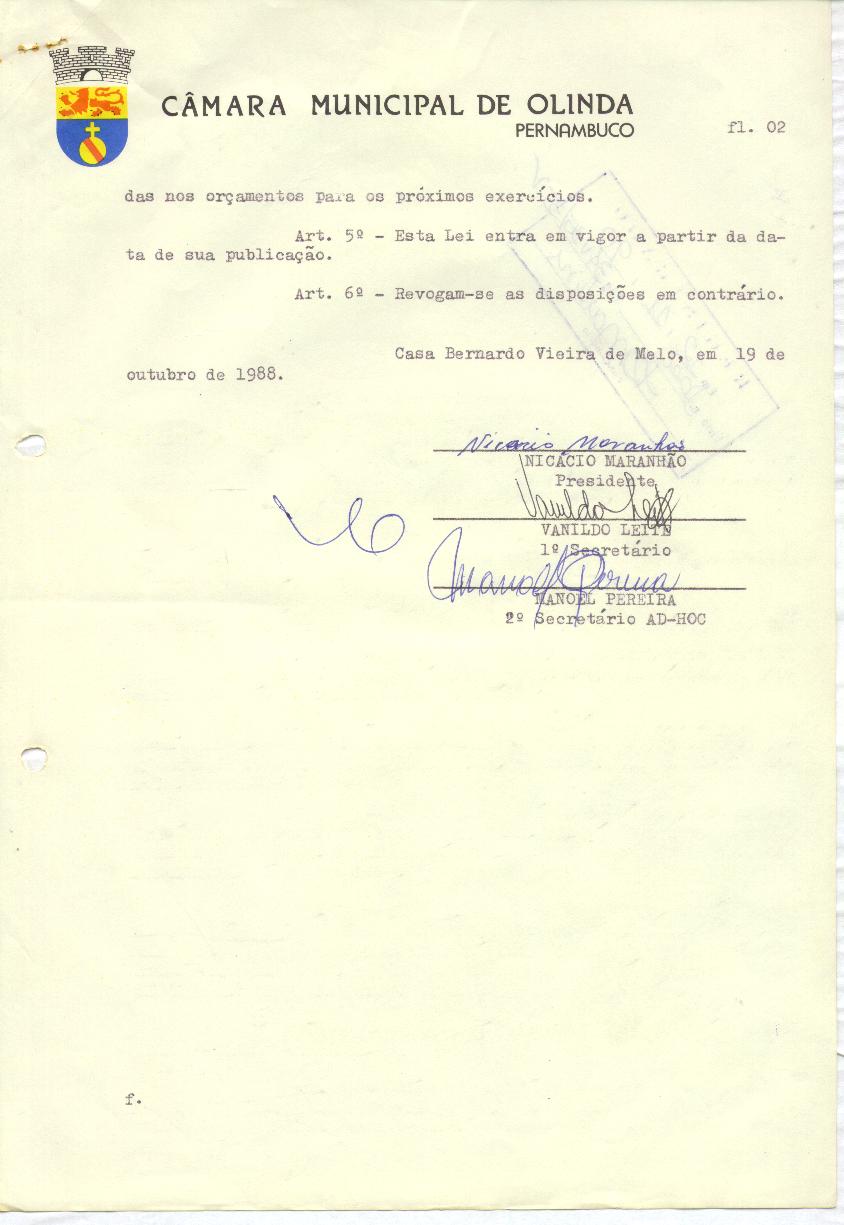 CÂMARA MUNICIPAL DE OLINDA
PERNAMBUCO
fl. 02
das nos orçamentos para os próximos exercícios.
Art. 5º - Esta Lei entra em vigor a partir da da-
ta de sua publicação.
Art. 6º - Revogam-se as disposições em contrário.
Casa Bernardo Vieira de Melo, em 19 de
outubro de 1988.
Nicacio Maranhão
NICÁCIO MARANHÃO
Presidente
Vanildo Leite
VANILDO LEITE
1º Secretário
Manoel Pereira
MANOEL PEREIRA
2º Secretário AD-HOC
f.